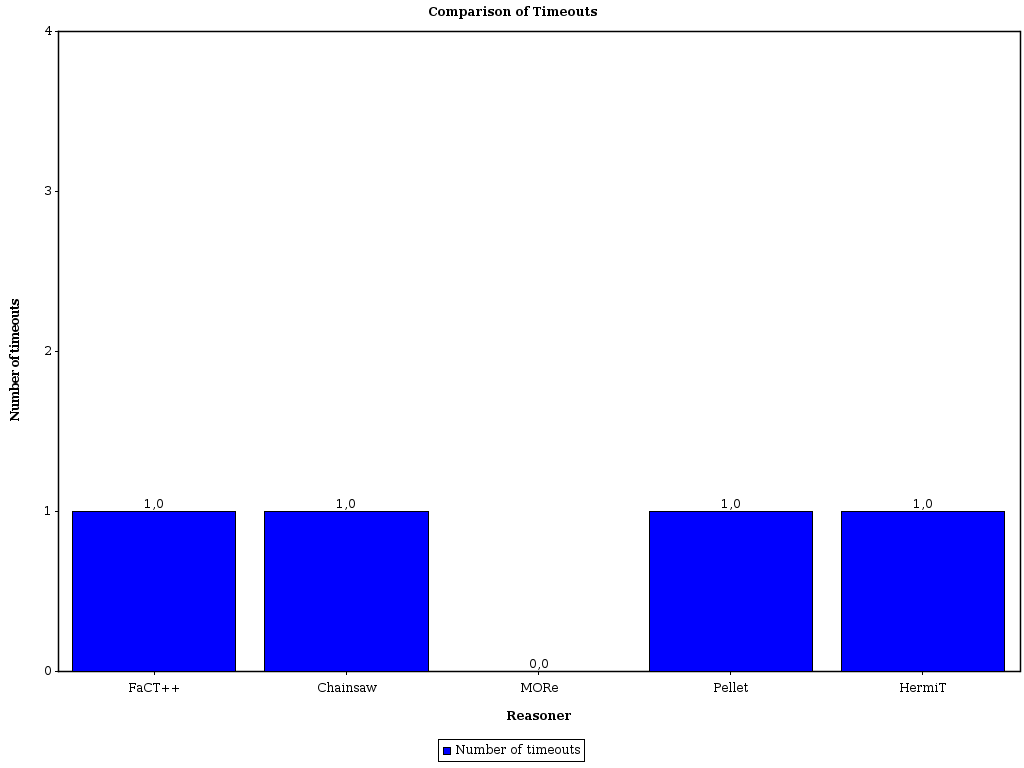 Comparison of Timeouts
4
3
2
1
0
Number of timeouts
1,0
1,0
0,0
1,0
1,0
FaCT++
Chainsaw
MORe
Pellet
HermiT
Reasoner
Number of timeouts